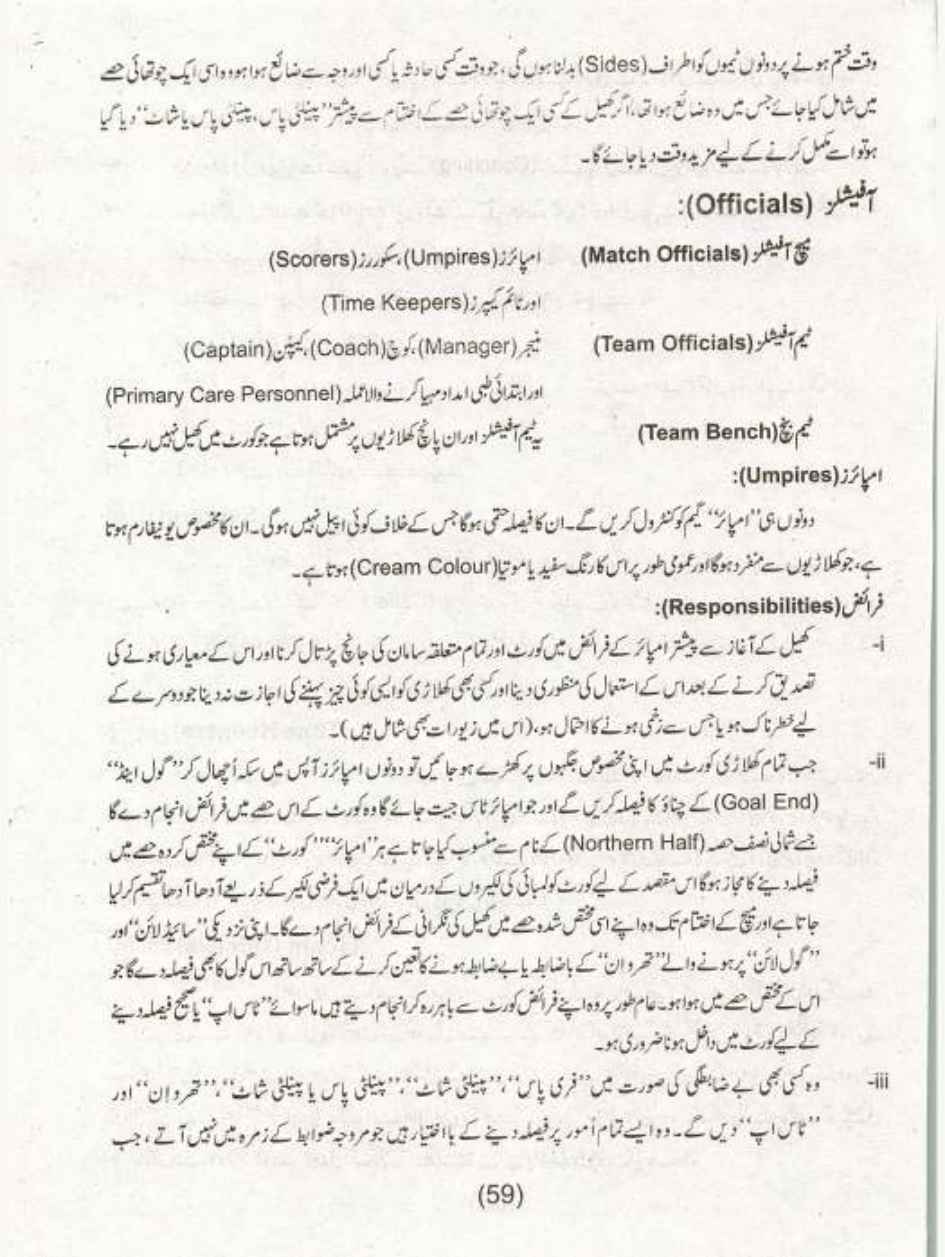 وقت ختم ہونے پر دونوں ٹیموں کو اطراف (Sides) بدلنا ہوں گی، جو وقت کسی حادثہ یا کسی اور وجہ سے ضائع ہوا ہو وہ اسی ایک چوتھائی حصے
میں شامل کیا جائے جس میں وہ ضائع ہوا تھا، اگر کھیل کے کسی ایک چوتھائی حصے کے اختتام سے پیشتر ”پینلٹی پاس، پینلٹی پاس یا شاٹ“ دیا گیا
ہو تو اسے مکمل کرنے کے لیے مزید وقت دیا جائے گا۔
آفیشلز (Officials):
میچ آفیشلز (Match Officials) امپائرز (Umpires)، سکوررز (Scorers)
اور ٹائم کیپرز (Time Keepers)
ٹیم آفیشلز (Team Officials) منیجر (Manager)، کوچ (Coach)، کیپٹن (Captain)
اور ابتدائی طبی امداد مہیا کرنے والا عملہ (Primary Care Personnel)
ٹیم بنچ (Team Bench) یہ ٹیم آفیشلز اور ان پانچ کھلاڑیوں پر مشتمل ہوتا ہے جو کورٹ میں کھیل نہیں رہے۔
امپائرز (Umpires):
دونوں ہی ”امپائر“ گیم کو کنٹرول کریں گے۔ ان کا فیصلہ حتمی ہوگا جس کے خلاف کوئی اپیل نہیں ہوگی۔ ان کا مخصوص یونیفارم ہوتا
ہے، جو کھلاڑیوں سے منفرد ہوگا اور عمومی طور پر اس کا رنگ سفید یا موتیا (Cream Colour) ہوتا ہے۔
فرائض (Responsibilities):
i- کھیل کے آغاز سے پیشتر امپائر کے فرائض میں کورٹ اور تمام متعلقہ سامان کی جانچ پڑتال کرنا اور اس کے معیاری ہونے کی
تصدیق کرنے کے بعد اس کے استعمال کی منظوری دینا اور کسی بھی کھلاڑی کو ایسی کوئی چیز پہننے کی اجازت نہ دینا جو دوسرے کے
لیے خطرناک ہو یا جس سے زخمی ہونے کا احتمال ہو، (اس میں زیورات بھی شامل ہیں)۔
ii- جب تمام کھلاڑی کورٹ میں اپنی مخصوص جگہوں پر کھڑے ہو جائیں تو دونوں امپائرز آپس میں سکہ اُچھال کر ”گول اینڈ“
(Goal End) کے چناؤ کا فیصلہ کریں گے اور جو امپائر ٹاس جیت جائے گا وہ کورٹ کے اس حصے میں فرائض انجام دے گا
جسے شمالی نصف حصہ (Northern Half) کے نام سے منسوب کیا جاتا ہے ہر ”امپائر“ ”کورٹ“ کے اپنے مختص کردہ حصے میں
فیصلہ دینے کا مجاز ہوگا اس مقصد کے لیے کورٹ کو لمبائی کی لکیروں کے درمیان میں ایک فرضی لکیر کے ذریعے آدھا آدھا تقسیم کر لیا
جاتا ہے اور میچ کے اختتام تک وہ اپنے اسی مختص شدہ حصے میں کھیل کی نگرانی کے فرائض انجام دے گا۔ اپنی نزدیکی ”سائیڈ لائن“ اور
”گول لائن“ پر ہونے والے ”تھرو ان“ کے باضابطہ یا بے ضابطہ ہونے کا تعین کرنے کے ساتھ ساتھ اس گول کا بھی فیصلہ دے گا جو
اس کے مختص حصے میں ہوا ہو۔ عام طور پر وہ اپنے فرائض کورٹ سے باہر رہ کر انجام دیتے ہیں ماسوائے ”ٹاس اپ“ یا صحیح فیصلہ دینے
کے لیے کورٹ میں داخل ہونا ضروری ہو۔
iii- وہ کسی بھی بے ضابطگی کی صورت میں ”فری پاس“، ”پینلٹی شاٹ“، ”پینلٹی پاس یا پینلٹی شاٹ“، ”تھرو اِن“ اور
”ٹاس اپ“ دیں گے۔ وہ ایسے تمام اُمور پر فیصلہ دینے کے بااختیار ہیں جو مروجہ ضوابط کے زمرہ میں نہیں آتے، جب
(59)